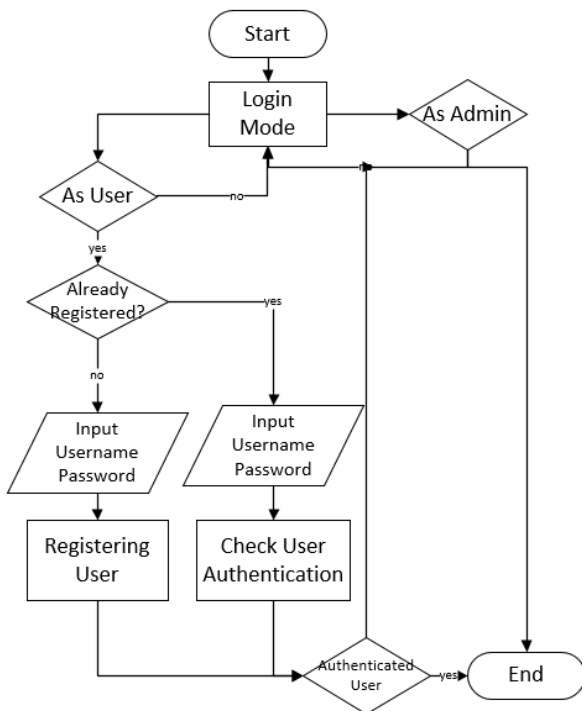 Start
Login
Mode
As Admin
As User
no
yes
Already
Registered?
yes
no
Input
Username
Password
Input
Username
Password
Registering
User
Check User
Authentication
Authenticated
User
yes
End